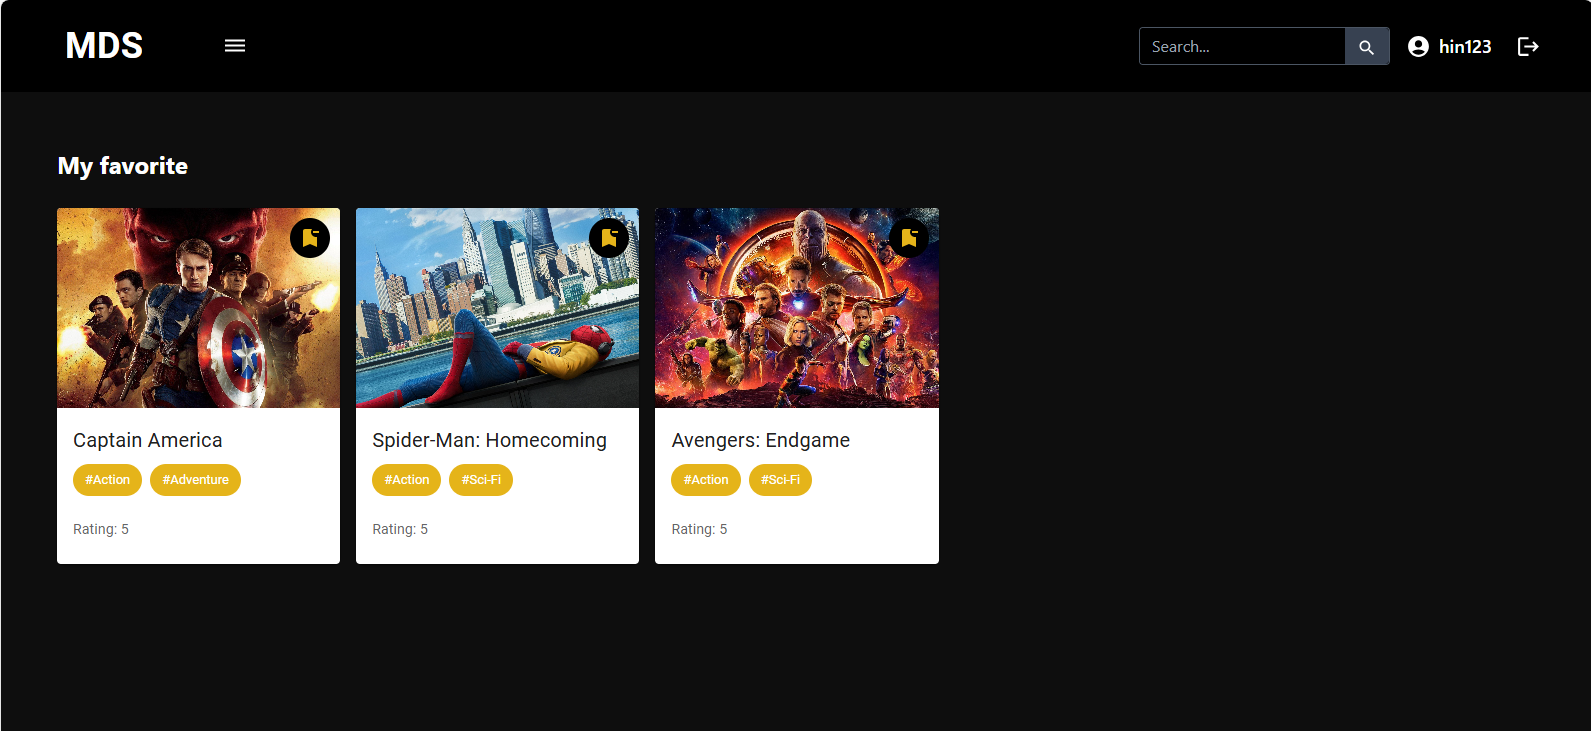 MDS
Search...
hin123
My favorite
Captain America
#Action #Adventure
Rating: 5
Spider-Man: Homecoming
#Action #Sci-Fi
Rating: 5
Avengers: Endgame
#Action #Sci-Fi
Rating: 5